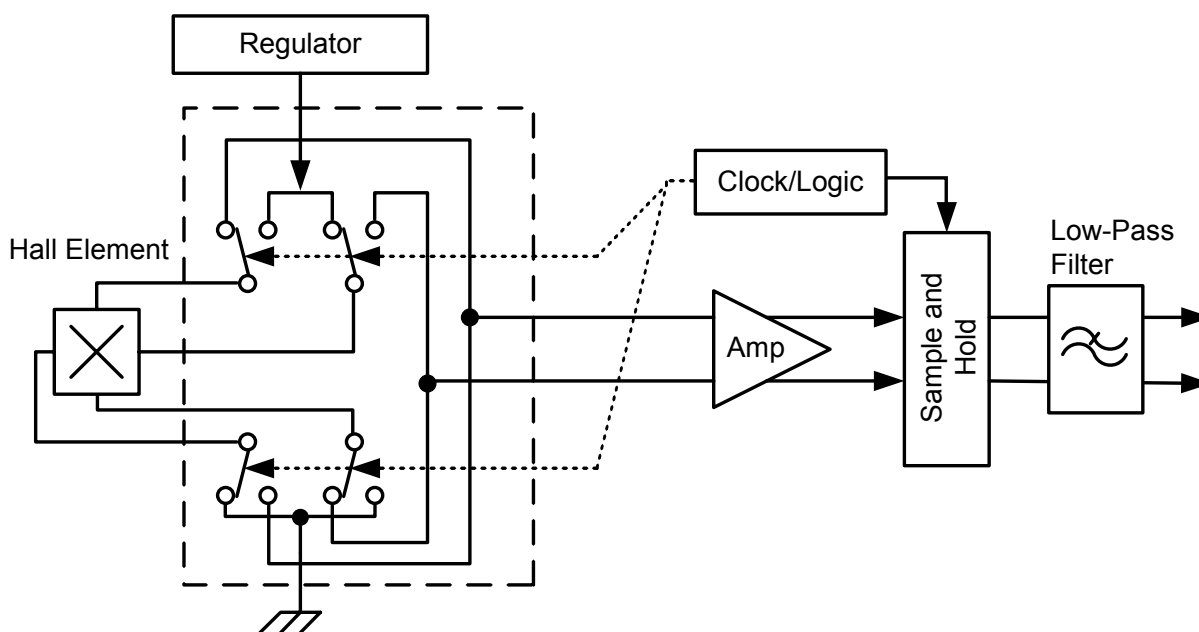 Regulator
Clock/Logic
Hall Element
Low-Pass
Filter
Amp
Sample and
Hold